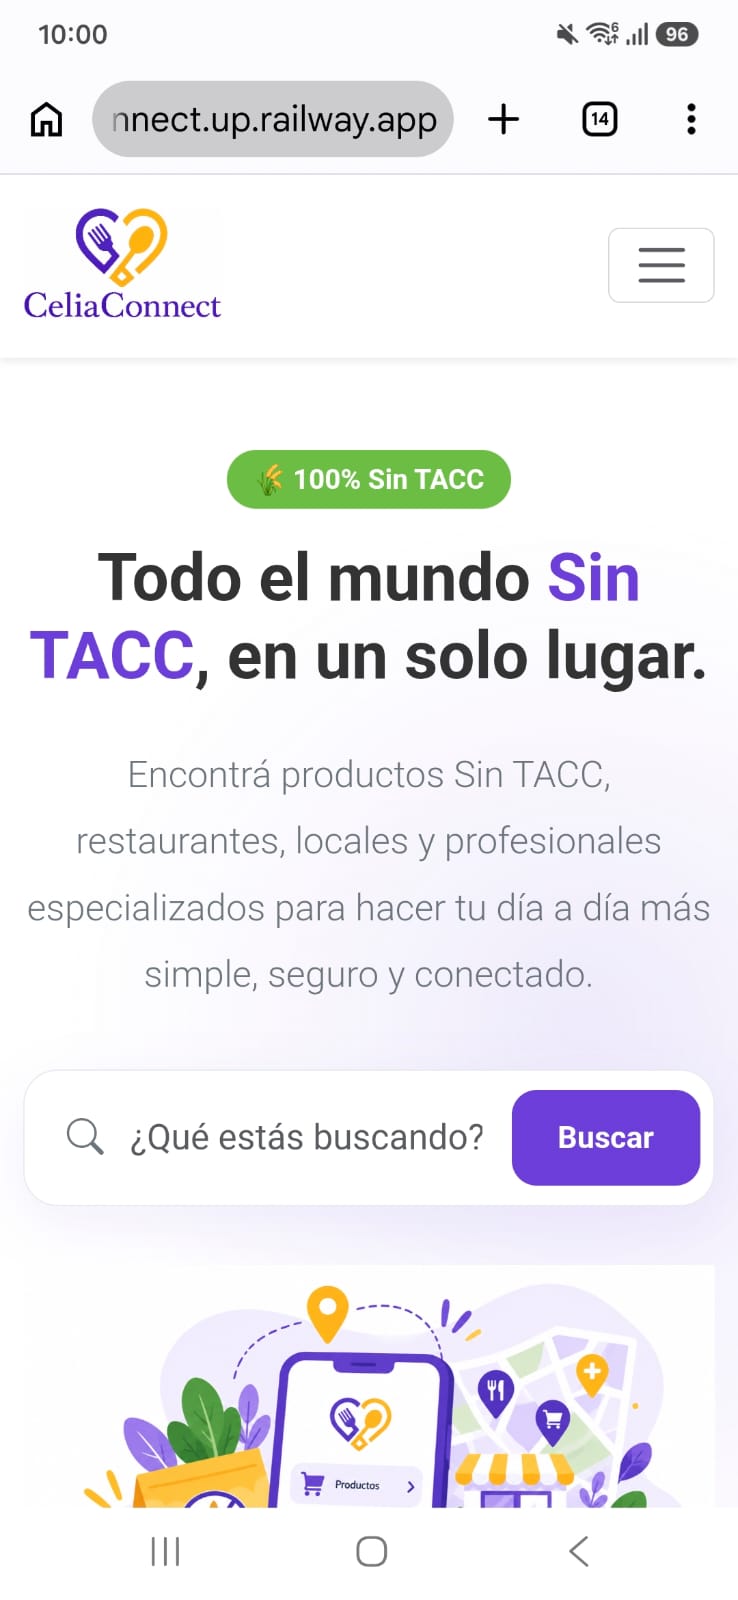 10:00
6
96
nnect.up.railway.app
14
CeliaConnect
100% Sin TACC
Todo el mundo Sin
TACC, en un solo lugar.
Encontrá productos Sin TACC,
restaurantes, locales y profesionales
especializados para hacer tu día a día más
simple, seguro y conectado.
¿Qué estás buscando?
Buscar
Productos